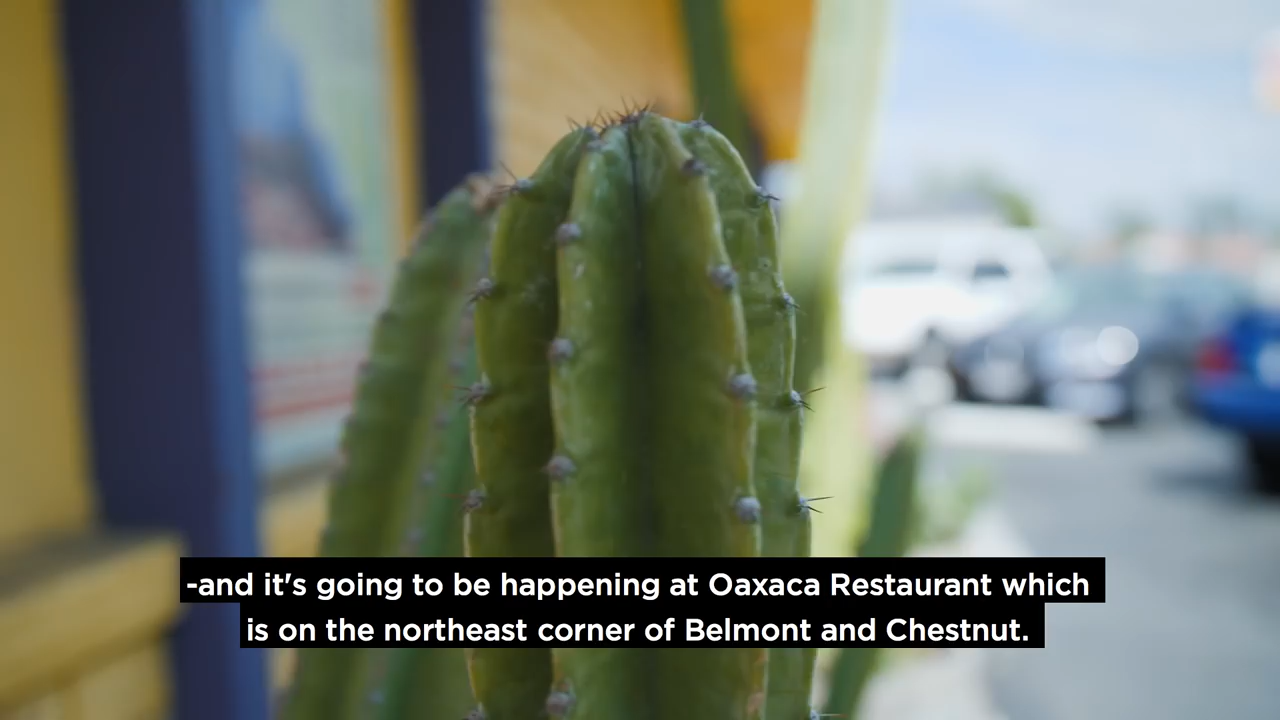 -and it's going to be happening at Oaxaca Restaurant which
is on the northeast corner of Belmont and Chestnut.